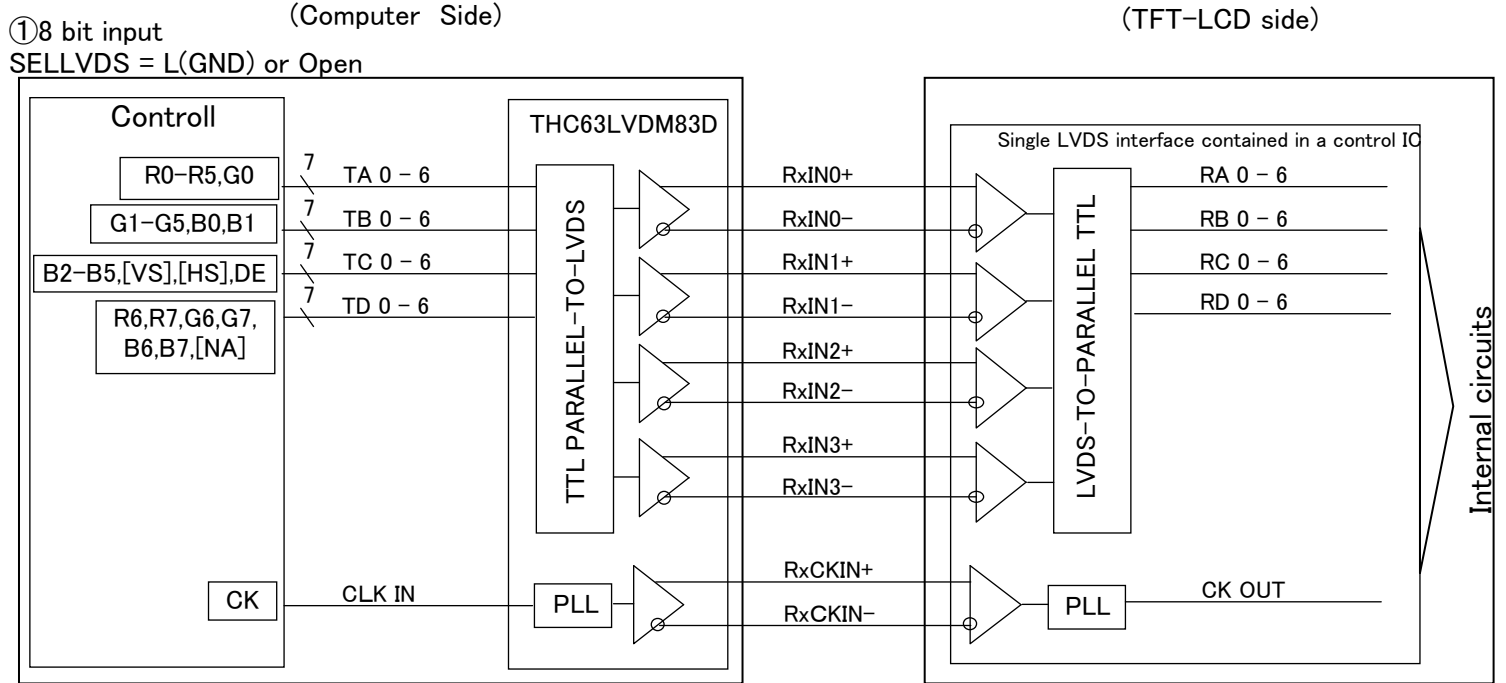 (Computer Side)
(TFT-LCD side)
①8 bit input
SELLVDS = L(GND) or Open
Controll
R0-R5,G0
G1-G5,B0,B1
B2-B5,[VS],[HS],DE
R6,R7,G6,G7,
B6,B7,[NA]
CK
7
TA 0 - 6
7
TB 0 - 6
7
TC 0 - 6
7
TD 0 - 6
CLK IN
THC63LVDM83D
TTL PARALLEL-TO-LVDS
PLL
RxIN0+
RxIN0-
RxIN1+
RxIN1-
RxIN2+
RxIN2-
RxIN3+
RxIN3-
RxCKIN+
RxCKIN-
Single LVDS interface contained in a control IC
LVDS-TO-PARALLEL TTL
PLL
RA 0 - 6
RB 0 - 6
RC 0 - 6
RD 0 - 6
CK OUT
Internal circuits